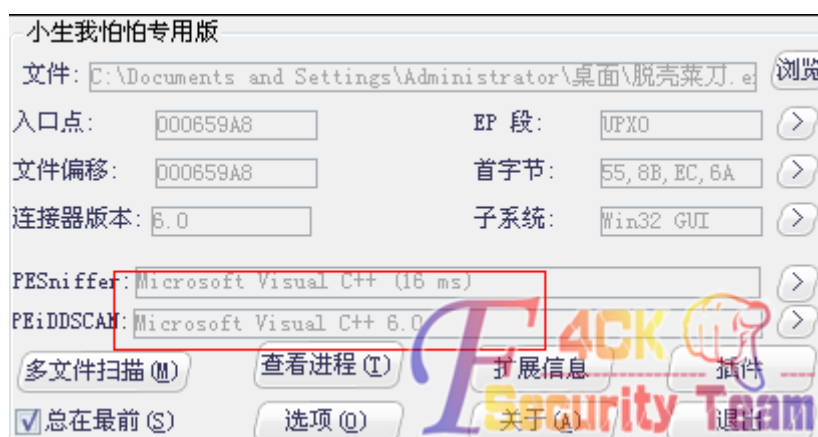 小生我怕怕专用版
文件: C:\Documents and Settings\Administrator\桌面\脱壳菜刀.e 浏览
入口点: 000659A8 EP 段: UPX0 >
文件偏移: 000659A8 首字节: 55,8B,EC,6A >
连接器版本: 6.0 子系统: Win32 GUI >
PESniffer: Microsoft Visual C++ (16 ms) >
PEiDDSCAN: Microsoft Visual C++ 6.0 >
多文件扫描(M) 查看进程(T) 扩展信息 插件
总在最前(S) 选项(O) 关于(A) 退出
F4CK
Security Team